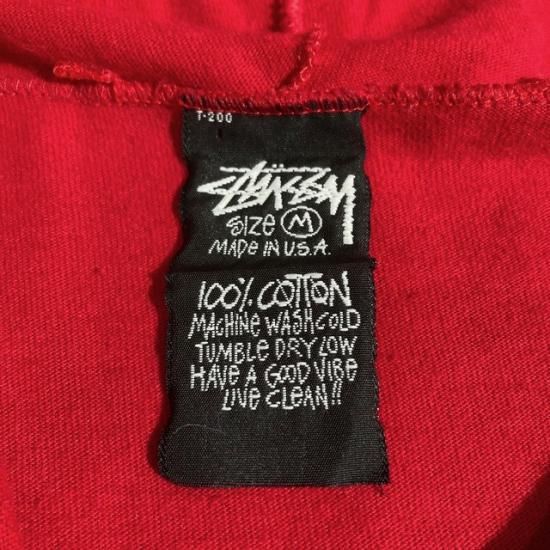 T-200
STÜSSY
SIZE M
MADE IN U.S.A.
100% COTTON
MACHINE WASH COLD
TUMBLE DRY LOW
HAVE A GOOD VIBE
LIVE CLEAN!!